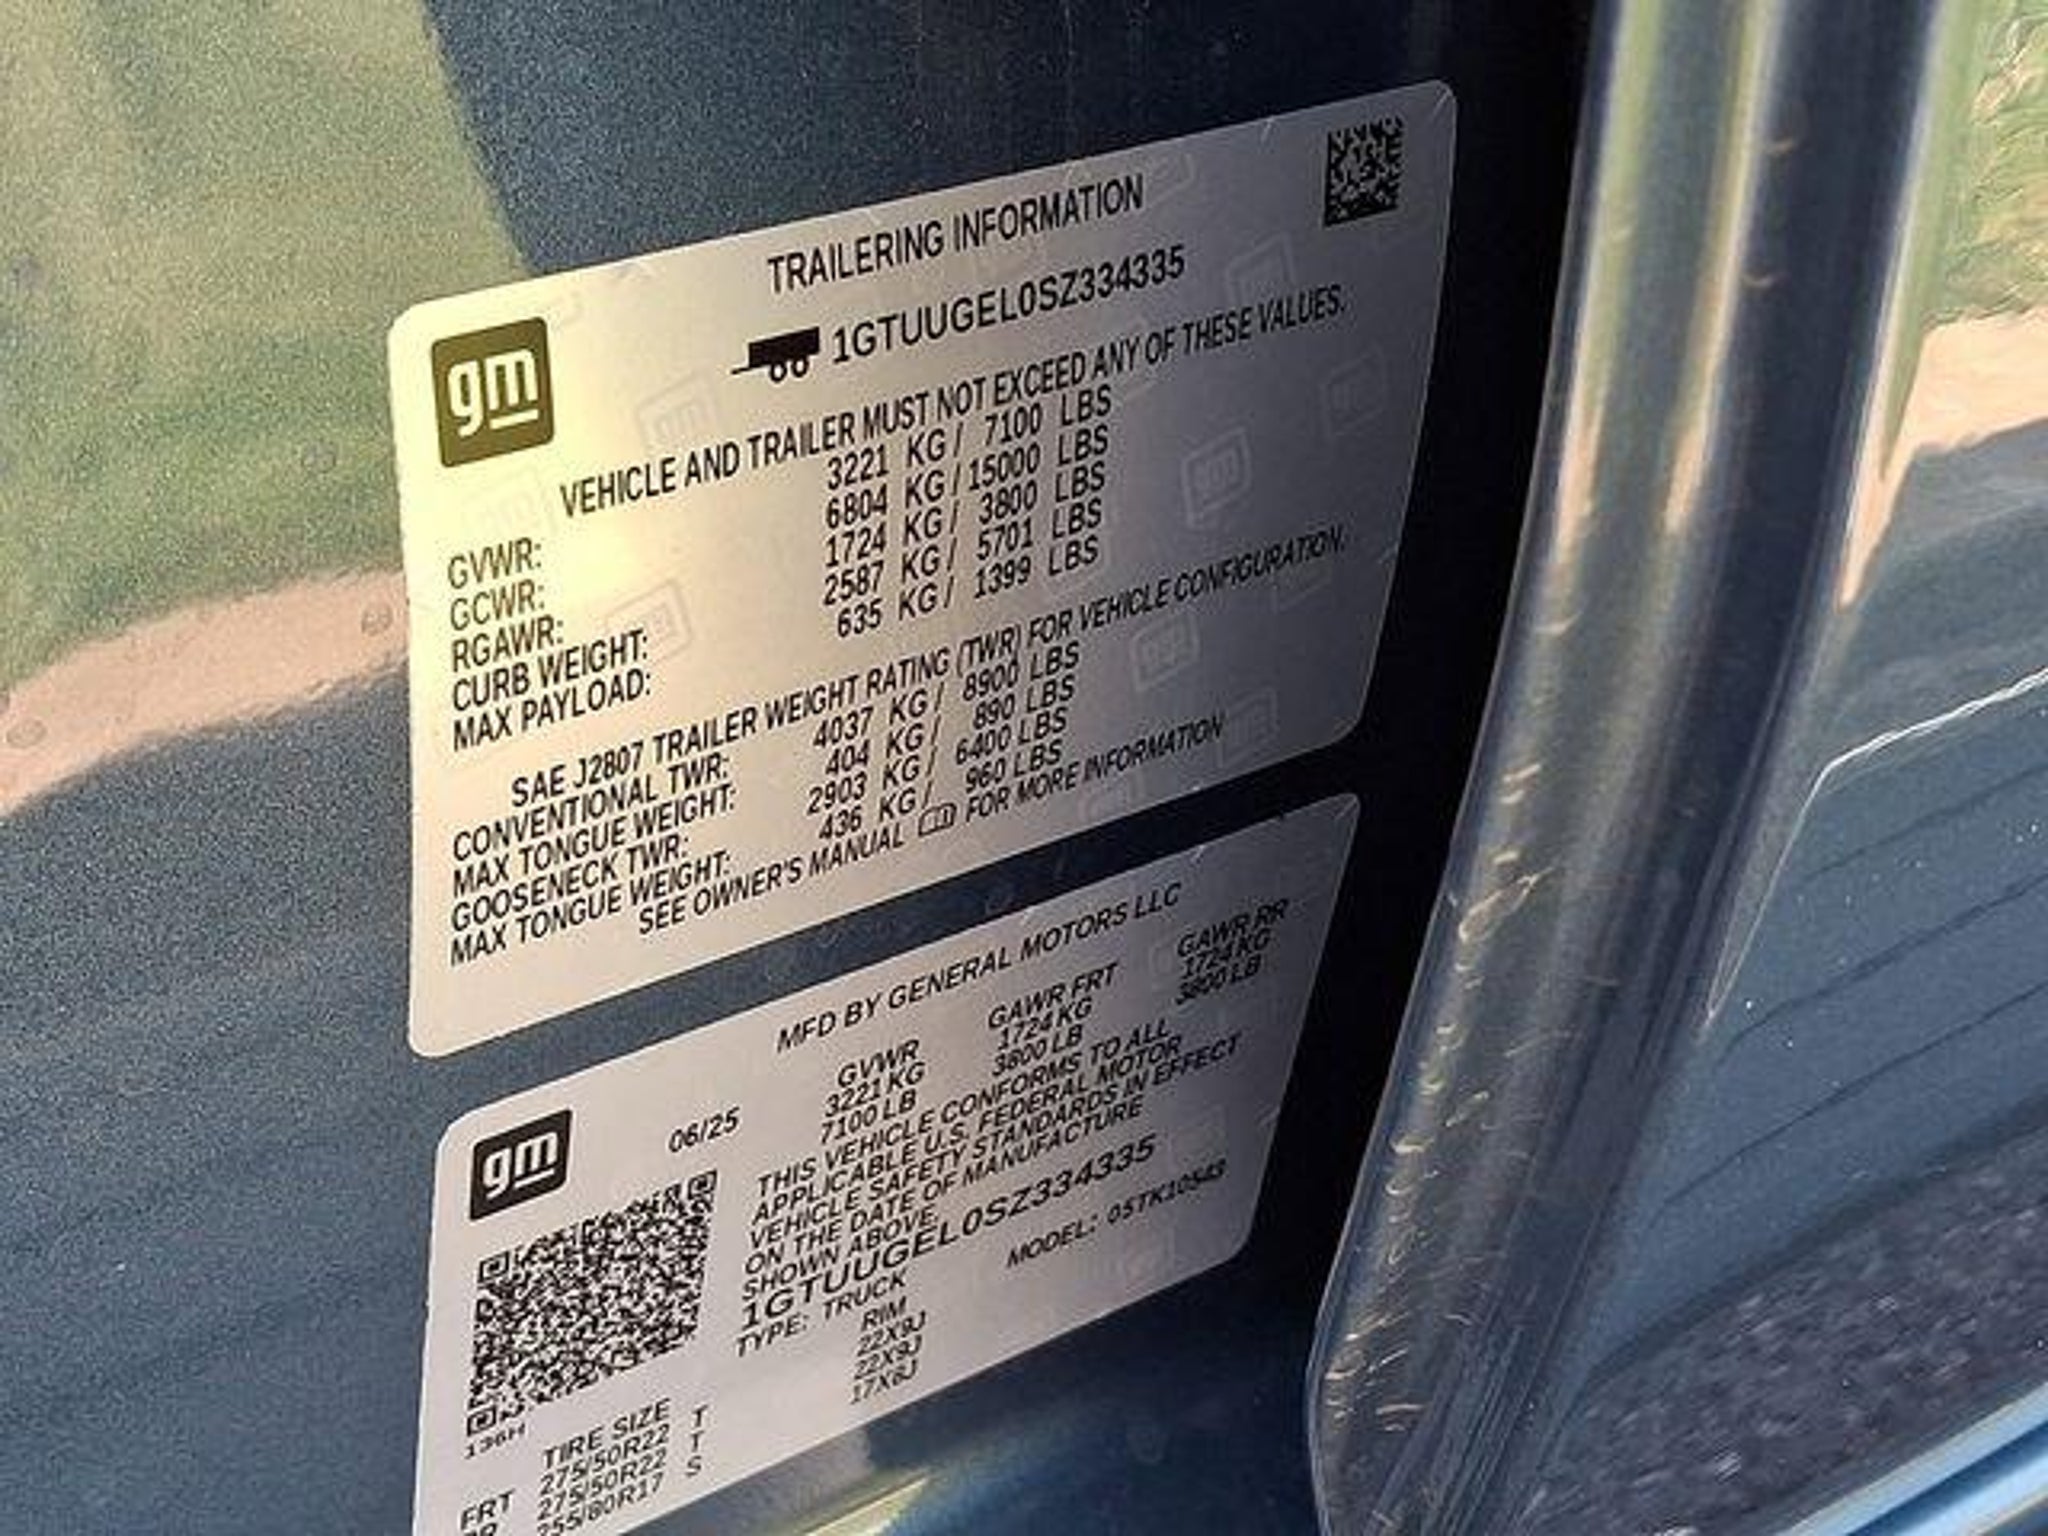 TRAILERING INFORMATION
1GTUUGEL0SZ334335
gm
VEHICLE AND TRAILER MUST NOT EXCEED ANY OF THESE VALUES.
GVWR: 3221 KG / 7100 LBS
GCWR: 6804 KG / 15000 LBS
RGAWR: 1724 KG / 3800 LBS
CURB WEIGHT: 2587 KG / 5701 LBS
MAX PAYLOAD: 635 KG / 1399 LBS
SAE J2807 TRAILER WEIGHT RATING (TWR) FOR VEHICLE CONFIGURATION.
CONVENTIONAL TWR: 4037 KG / 8900 LBS
MAX TONGUE WEIGHT: 404 KG / 890 LBS
GOOSENECK TWR: 2903 KG / 6400 LBS
MAX TONGUE WEIGHT: 436 KG / 960 LBS
SEE OWNER'S MANUAL FOR MORE INFORMATION
MFD BY GENERAL MOTORS LLC
gm
06/25
GVWR GAWR FRT GAWR RR
3221 KG 1724 KG 1724 KG
7100 LB 3800 LB 3800 LB
THIS VEHICLE CONFORMS TO ALL
APPLICABLE U.S. FEDERAL MOTOR
VEHICLE SAFETY STANDARDS IN EFFECT
ON THE DATE OF MANUFACTURE
SHOWN ABOVE.
1GTUUGEL0SZ334335
TYPE: TRUCK MODEL: 05TK10543
136H
TIRE SIZE RIM
FRT 275/50R22 T 22X9J
275/50R22 T 22X9J
255/80R17 S 17X8J